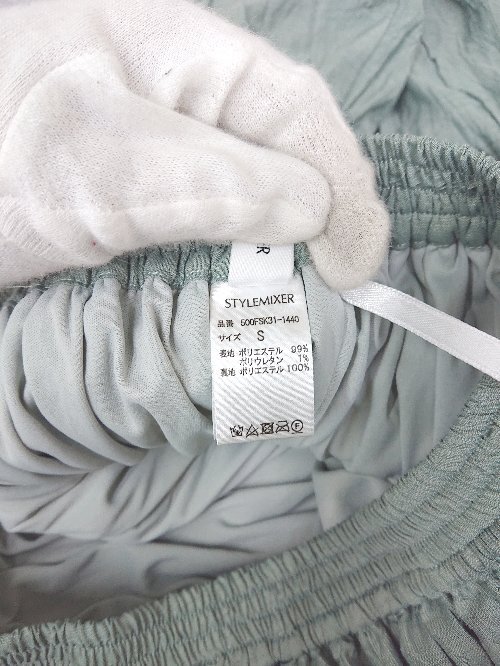 R
STYLEMIXER
品番 500FSK31-1440
サイズ S
表地 ポリエステル 99%
ポリウレタン 1%
裏地 ポリエステル 100%